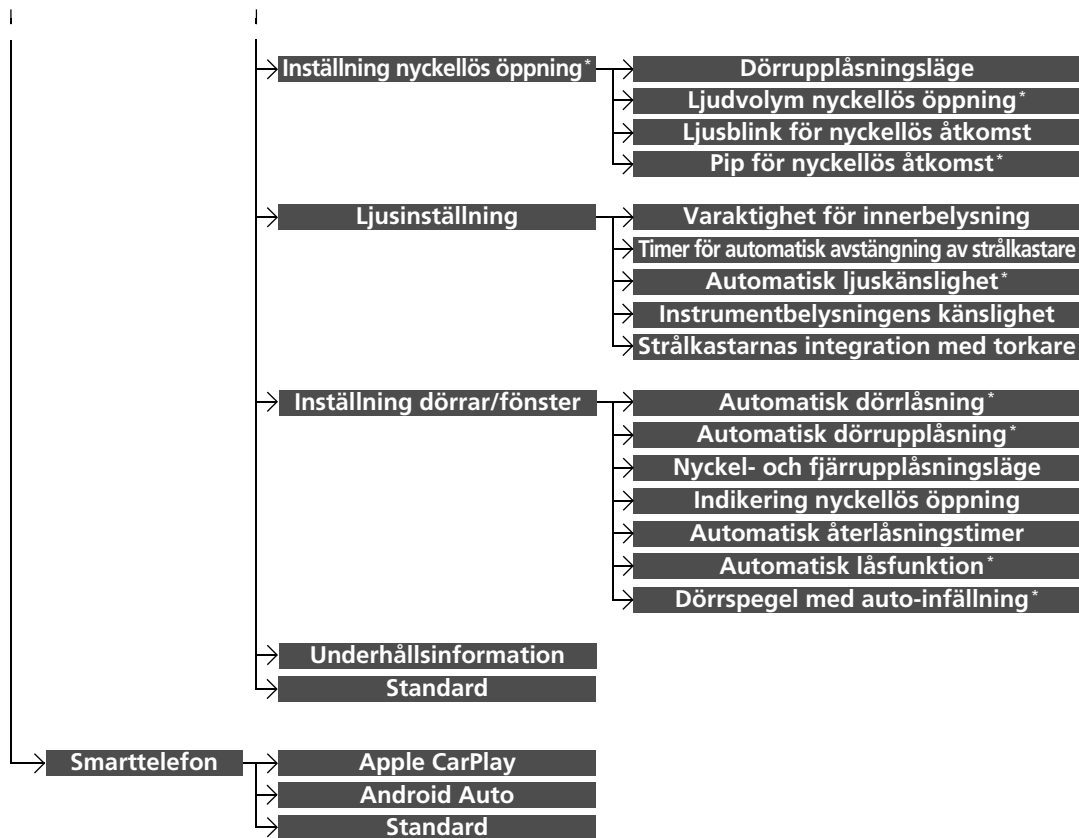 Inställning nyckellös öppning*
Dörrupplåsningsläge
Ljudvolym nyckellös öppning*
Ljusblink för nyckellös åtkomst
Pip för nyckellös åtkomst*
Ljusinställning
Varaktighet för innerbelysning
Timer för automatisk avstängning av strålkastare
Automatisk ljuskänslighet*
Instrumentbelysningens känslighet
Strålkastarnas integration med torkare
Inställning dörrar/fönster
Automatisk dörrlåsning*
Automatisk dörrupplåsning*
Nyckel- och fjärrupplåsningsläge
Indikering nyckellös öppning
Automatisk återlåsningstimer
Automatisk låsfunktion*
Dörrspegel med auto-infällning*
Underhållsinformation
Standard
Smarttelefon
Apple CarPlay
Android Auto
Standard